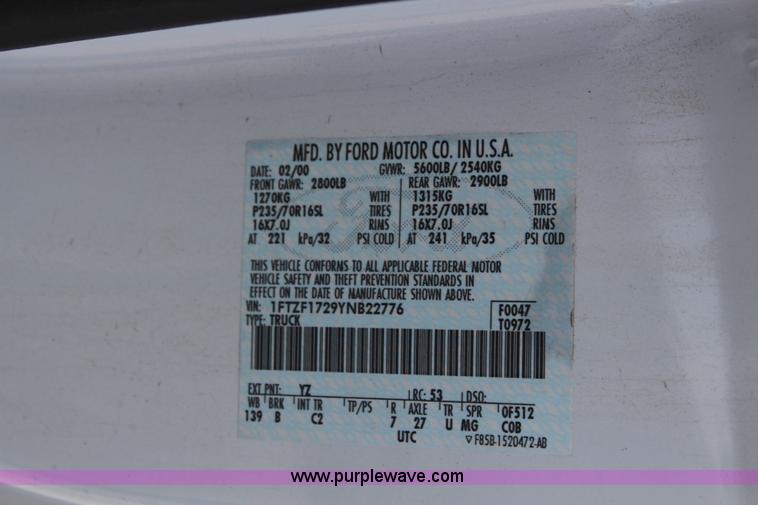 MFD. BY FORD MOTOR CO. IN U.S.A.
DATE: 02/00 GVWR: 5600LB/2540KG
FRONT GAWR: 2800LB REAR GAWR: 2900LB
1270KG WITH 1315KG WITH
P235/70R16SL TIRES P235/70R16SL TIRES
16X7.0J RIMS 16X7.0J RIMS
AT 221 kPa/32 PSI COLD AT 241 kPa/35 PSI COLD
THIS VEHICLE CONFORMS TO ALL APPLICABLE FEDERAL MOTOR
VEHICLE SAFETY AND THEFT PREVENTION STANDARDS IN
EFFECT ON THE DATE OF MANUFACTURE SHOWN ABOVE.
VIN: 1FTZF1729YNB22776 F0047
TYPE: TRUCK T0972
EXT PNT: YZ RC: 53 DSO:
WB BRK INT TR TP/PS R AXLE TR SPR OF512
139 B C2 7 27 U MG COB
UTC F85B-1520472-AB
www.purplewave.com